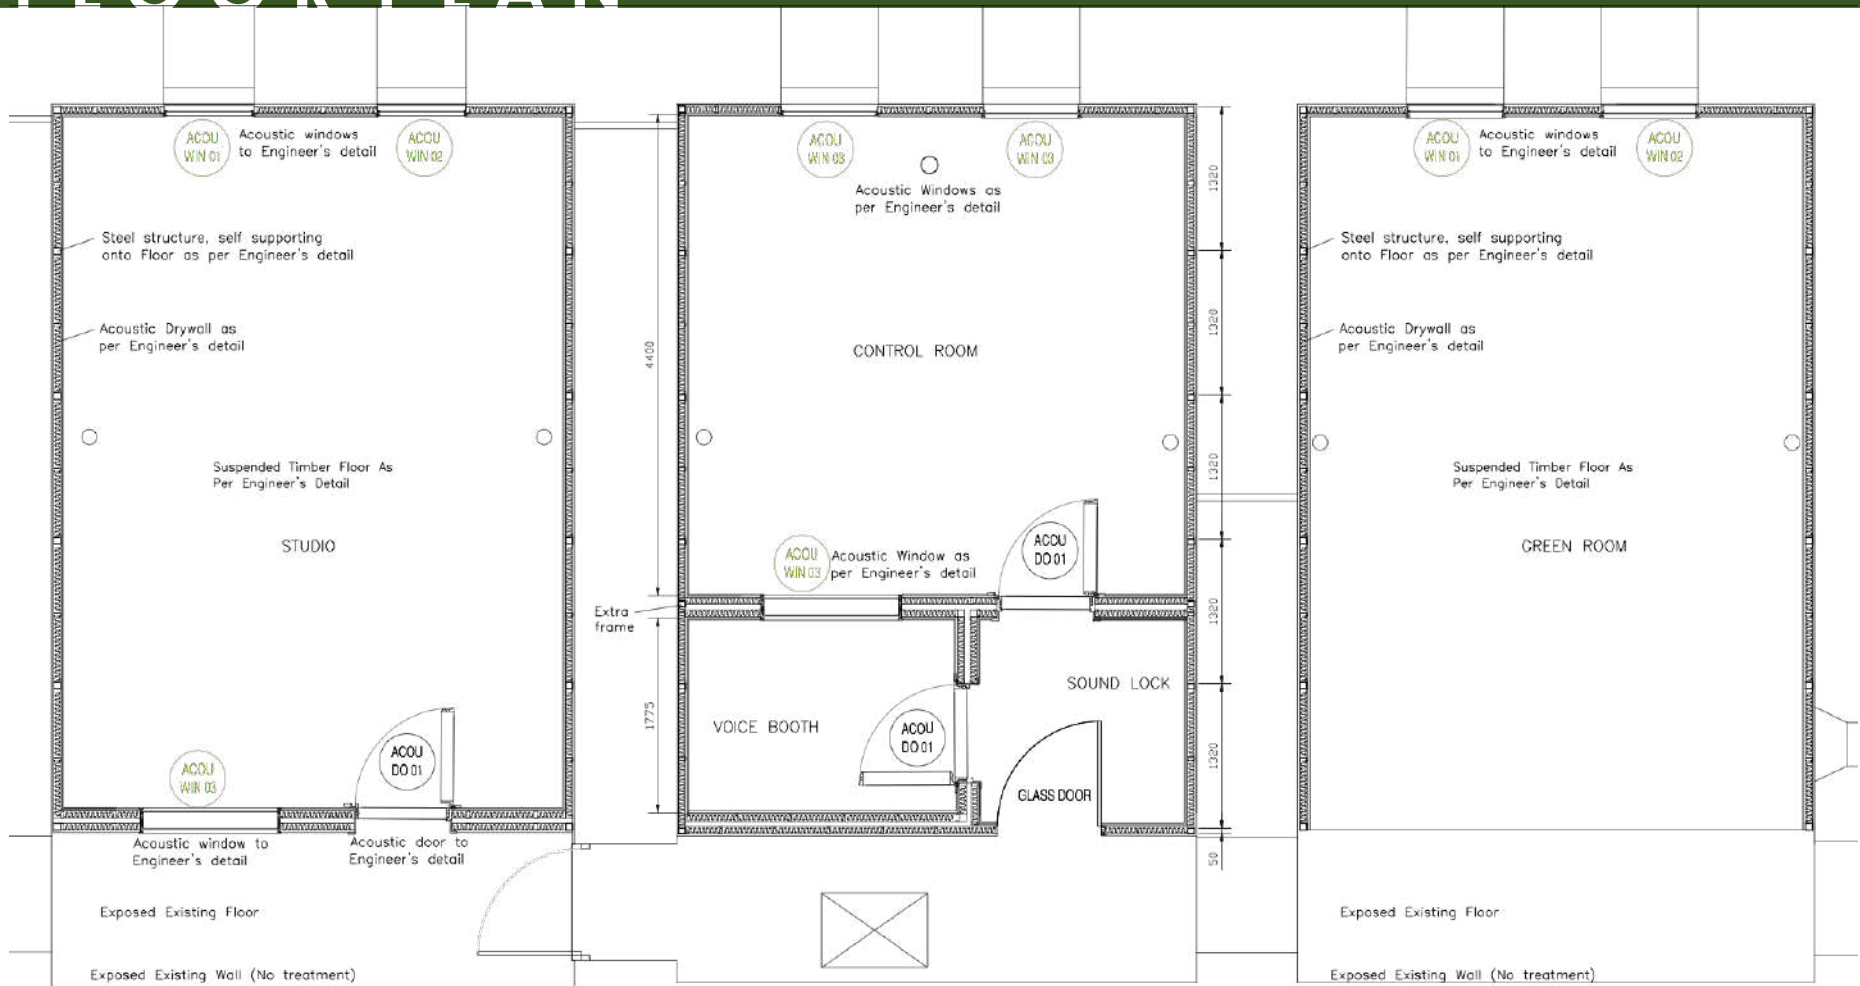 FLOOR PLAN
ACOU
WIN 01
Acoustic windows
to Engineer's detail
ACOU
WIN 02
Steel structure, self supporting
onto Floor as per Engineer's detail
Acoustic Drywall as
per Engineer's detail
Suspended Timber Floor As
Per Engineer's Detail
STUDIO
ACOU
WIN 03
ACOU
DO 01
Acoustic window to
Engineer's detail
Acoustic door to
Engineer's detail
Exposed Existing Floor
Exposed Existing Wall (No treatment)
ACOU
WIN 03
ACOU
WIN 03
Acoustic Windows as
per Engineer's detail
4400
CONTROL ROOM
ACOU
WIN 03
Acoustic Window as
per Engineer's detail
ACOU
DO 01
Extra
frame
1775
VOICE BOOTH
ACOU
DO 01
SOUND LOCK
GLASS DOOR
1320
1320
1320
1320
1320
50
ACOU
WIN 01
Acoustic windows
to Engineer's detail
ACOU
WIN 02
Steel structure, self supporting
onto Floor as per Engineer's detail
Acoustic Drywall as
per Engineer's detail
Suspended Timber Floor As
Per Engineer's Detail
GREEN ROOM
Exposed Existing Floor
Exposed Existing Wall (No treatment)